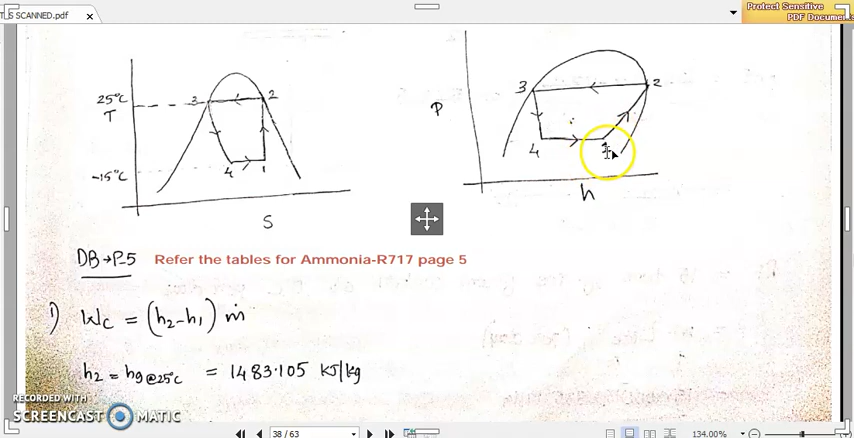 TLS SCANNED.pdf ×
Protect Sensitive
PDF Documents
25°C
T
-15°C
3
2
4
1
S
P
3
2
4
h
DB→P-5 Refer the tables for Ammonia-R717 page 5
1) Wc = (h2-h1) ṁ
h2 = hg@25°C = 1483.105 KJ/kg
RECORDED WITH
SCREENCAST MATIC
38 / 63
134.00%